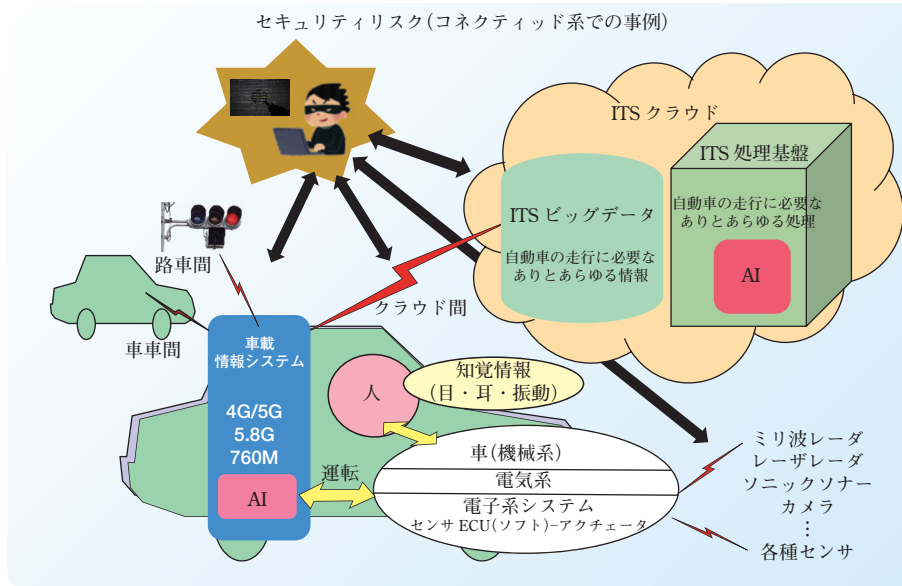 セキュリティリスク(コネクティッド系での事例)
ITS クラウド
ITS 処理基盤
自動車の走行に必要な
ありとあらゆる処理
AI
ITS ビッグデータ
自動車の走行に必要な
ありとあらゆる情報
路車間
クラウド間
車車間
車載
情報システム
4G/5G
5.8G
760M
AI
人
知覚情報
(目・耳・振動)
運転
車(機械系)
電気系
電子系システム
センサ ECU(ソフト)−アクチェータ
ミリ波レーダ
レーザレーダ
ソニックソナー
カメラ
…
各種センサ